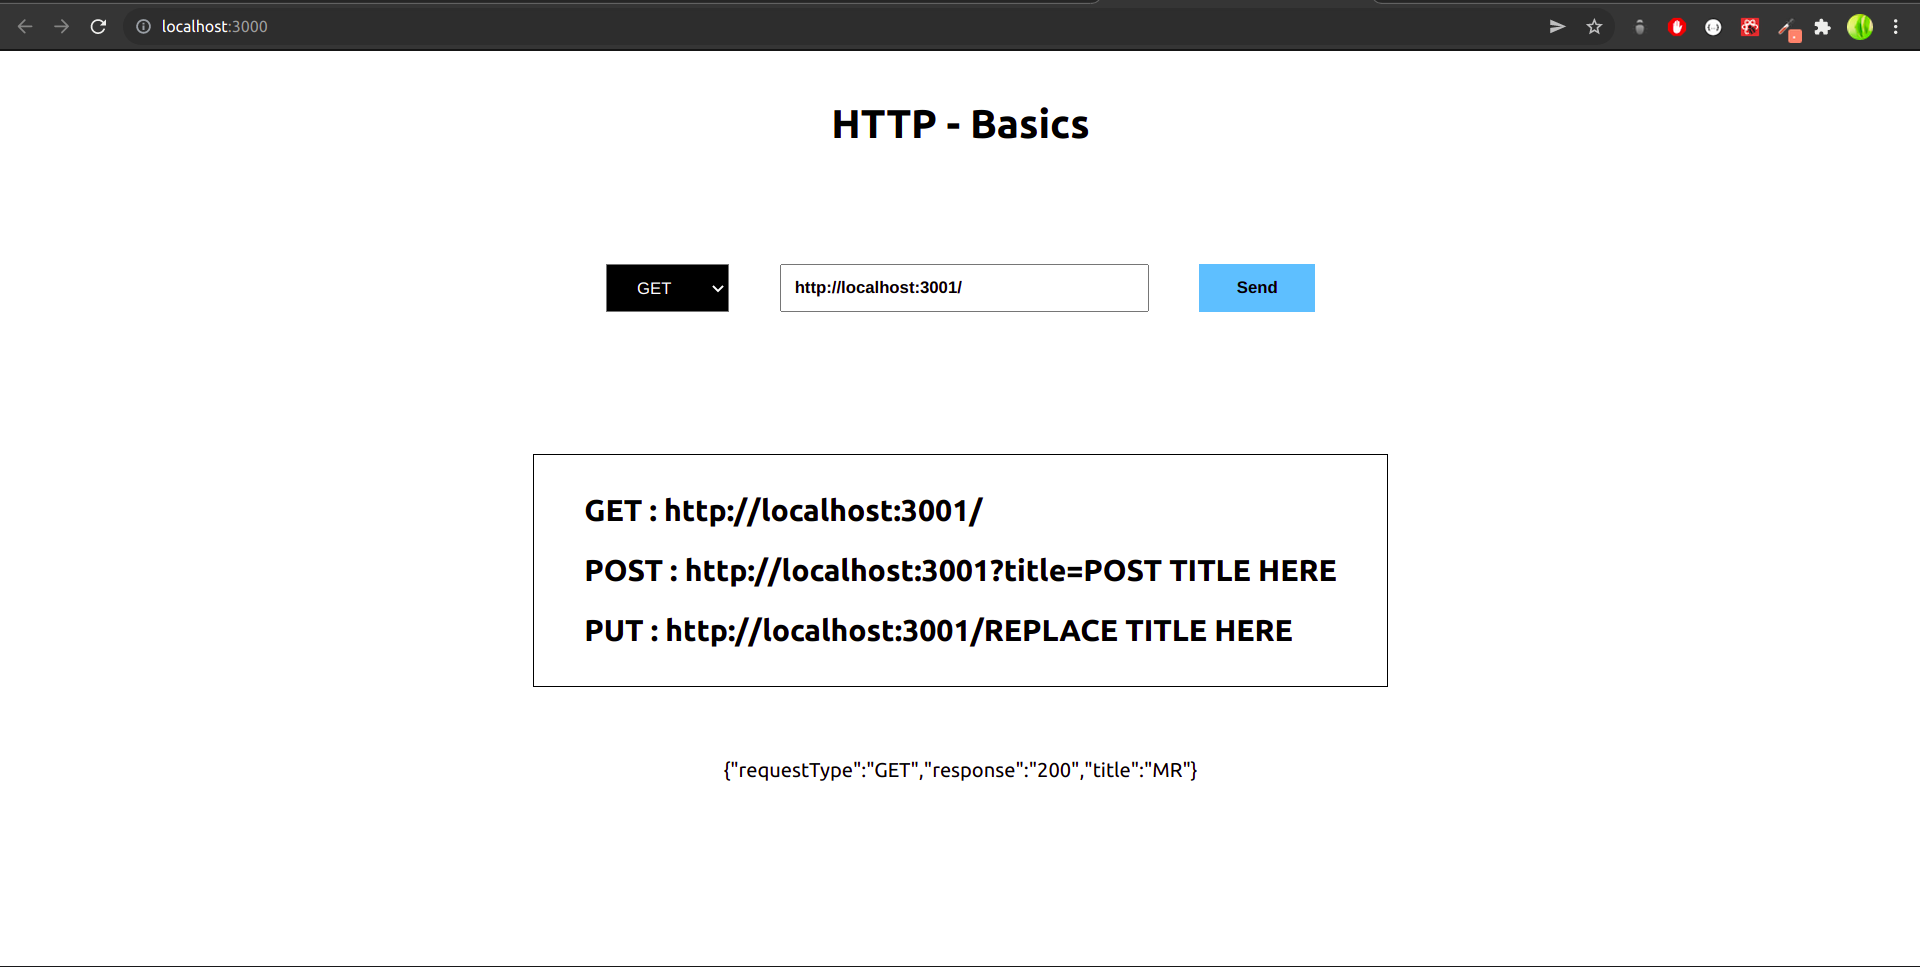 localhost:3000
HTTP - Basics
GET
http://localhost:3001/
Send
GET : http://localhost:3001/
POST : http://localhost:3001?title=POST TITLE HERE
PUT : http://localhost:3001/REPLACE TITLE HERE
{"requestType":"GET","response":"200","title":"MR"}